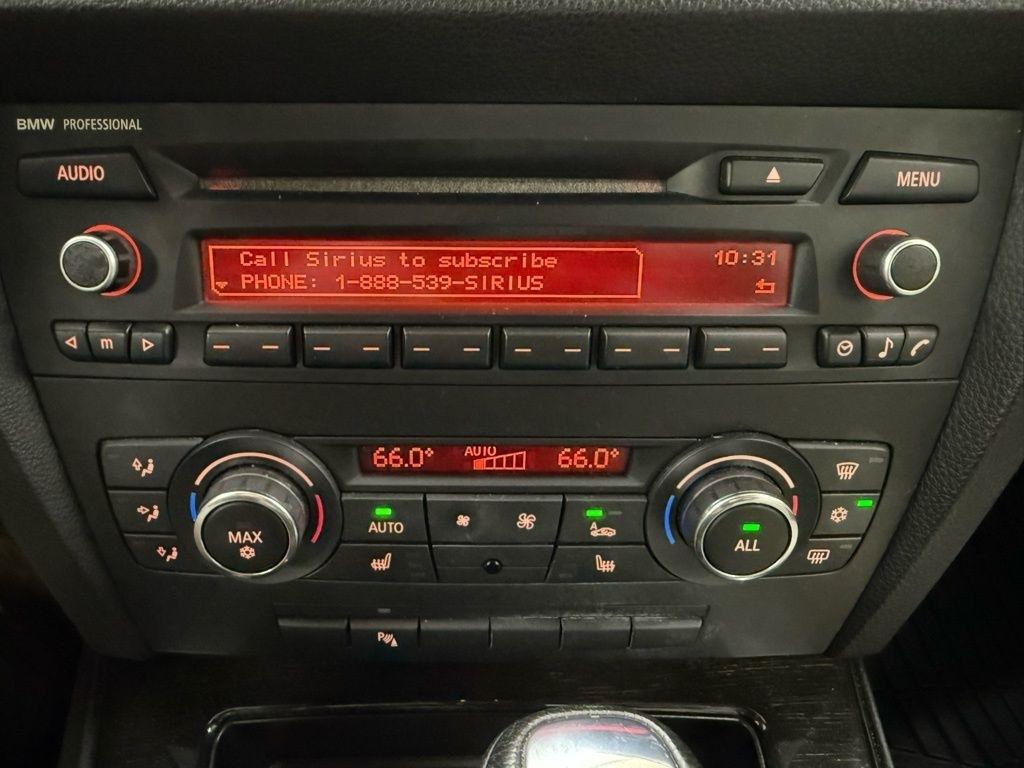 BMW PROFESSIONAL
AUDIO
MENU
Call Sirius to subscribe
10:31
PHONE: 1-888-539-SIRIUS
m
66.0°
AUTO
66.0°
MAX
AUTO
A
ALL
P